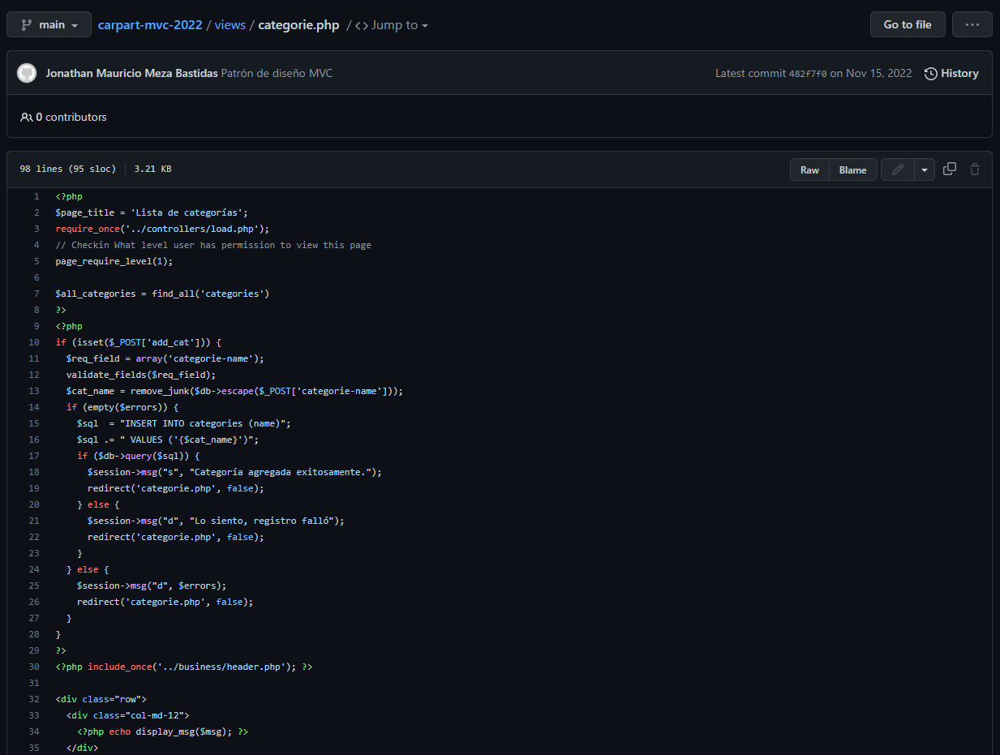 main
carpart-mvc-2022 / views / categorie.php / <> Jump to
Go to file
...
Jonathan Mauricio Meza Bastidas Patrón de diseño MVC
Latest commit 482f7f0 on Nov 15, 2022
History
0 contributors
98 lines (95 sloc) 3.21 KB
Raw
Blame
1 <?php
2 $page_title = 'Lista de categorías';
3 require_once('../controllers/load.php');
4 // Checkin What level user has permission to view this page
5 page_require_level(1);
6
7 $all_categories = find_all('categories')
8 ?>
9 <?php
10 if (isset($_POST['add_cat'])) {
11   $req_field = array('categorie-name');
12   validate_fields($req_field);
13   $cat_name = remove_junk($db->escape($_POST['categorie-name']));
14   if (empty($errors)) {
15     $sql  = "INSERT INTO categories (name)";
16     $sql .= " VALUES ('{$cat_name}')";
17     if ($db->query($sql)) {
18       $session->msg("s", "Categoría agregada exitosamente.");
19       redirect('categorie.php', false);
20     } else {
21       $session->msg("d", "Lo siento, registro falló");
22       redirect('categorie.php', false);
23     }
24   } else {
25     $session->msg("d", $errors);
26     redirect('categorie.php', false);
27   }
28 }
29 ?>
30 <?php include_once('../business/header.php'); ?>
31
32 <div class="row">
33   <div class="col-md-12">
34     <?php echo display_msg($msg); ?>
35   </div>